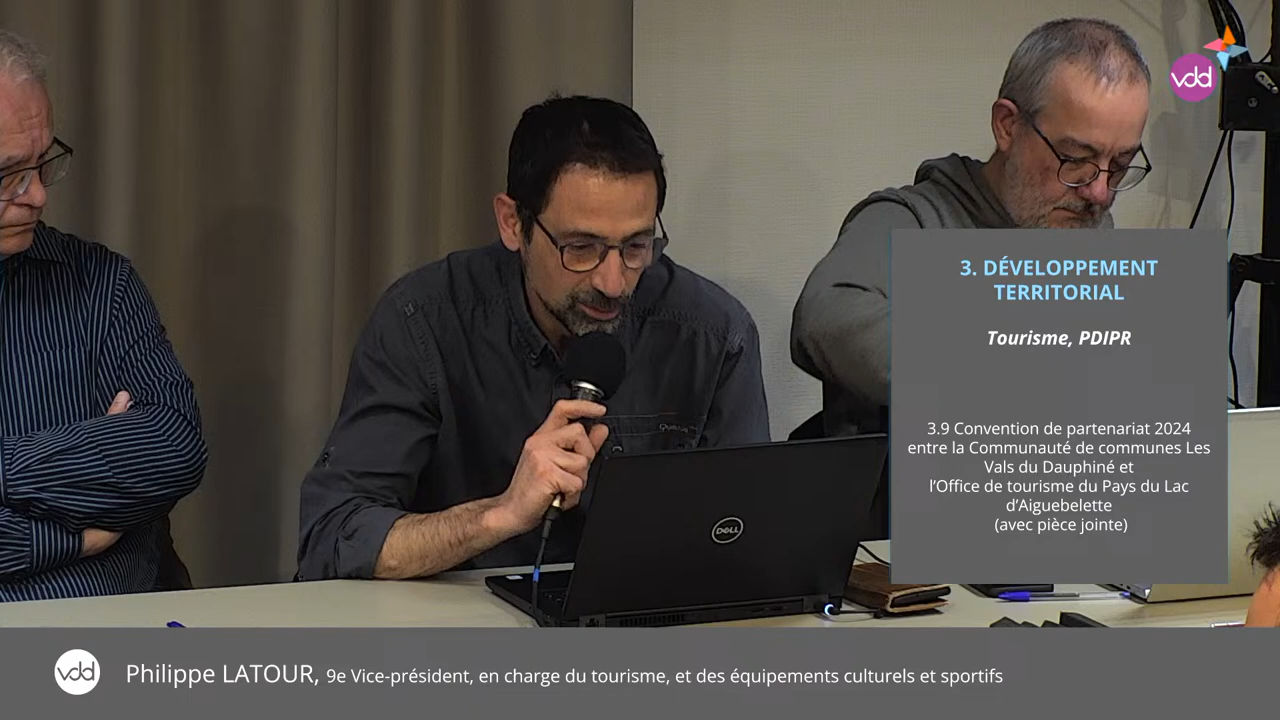 vdd
3. DÉVELOPPEMENT
TERRITORIAL
Tourisme, PDIPR
3.9 Convention de partenariat 2024
entre la Communauté de communes Les
Vals du Dauphiné et
l'Office de tourisme du Pays du Lac
d'Aiguebelette
(avec pièce jointe)
DELL
vdd
Philippe LATOUR, 9e Vice-président, en charge du tourisme, et des équipements culturels et sportifs